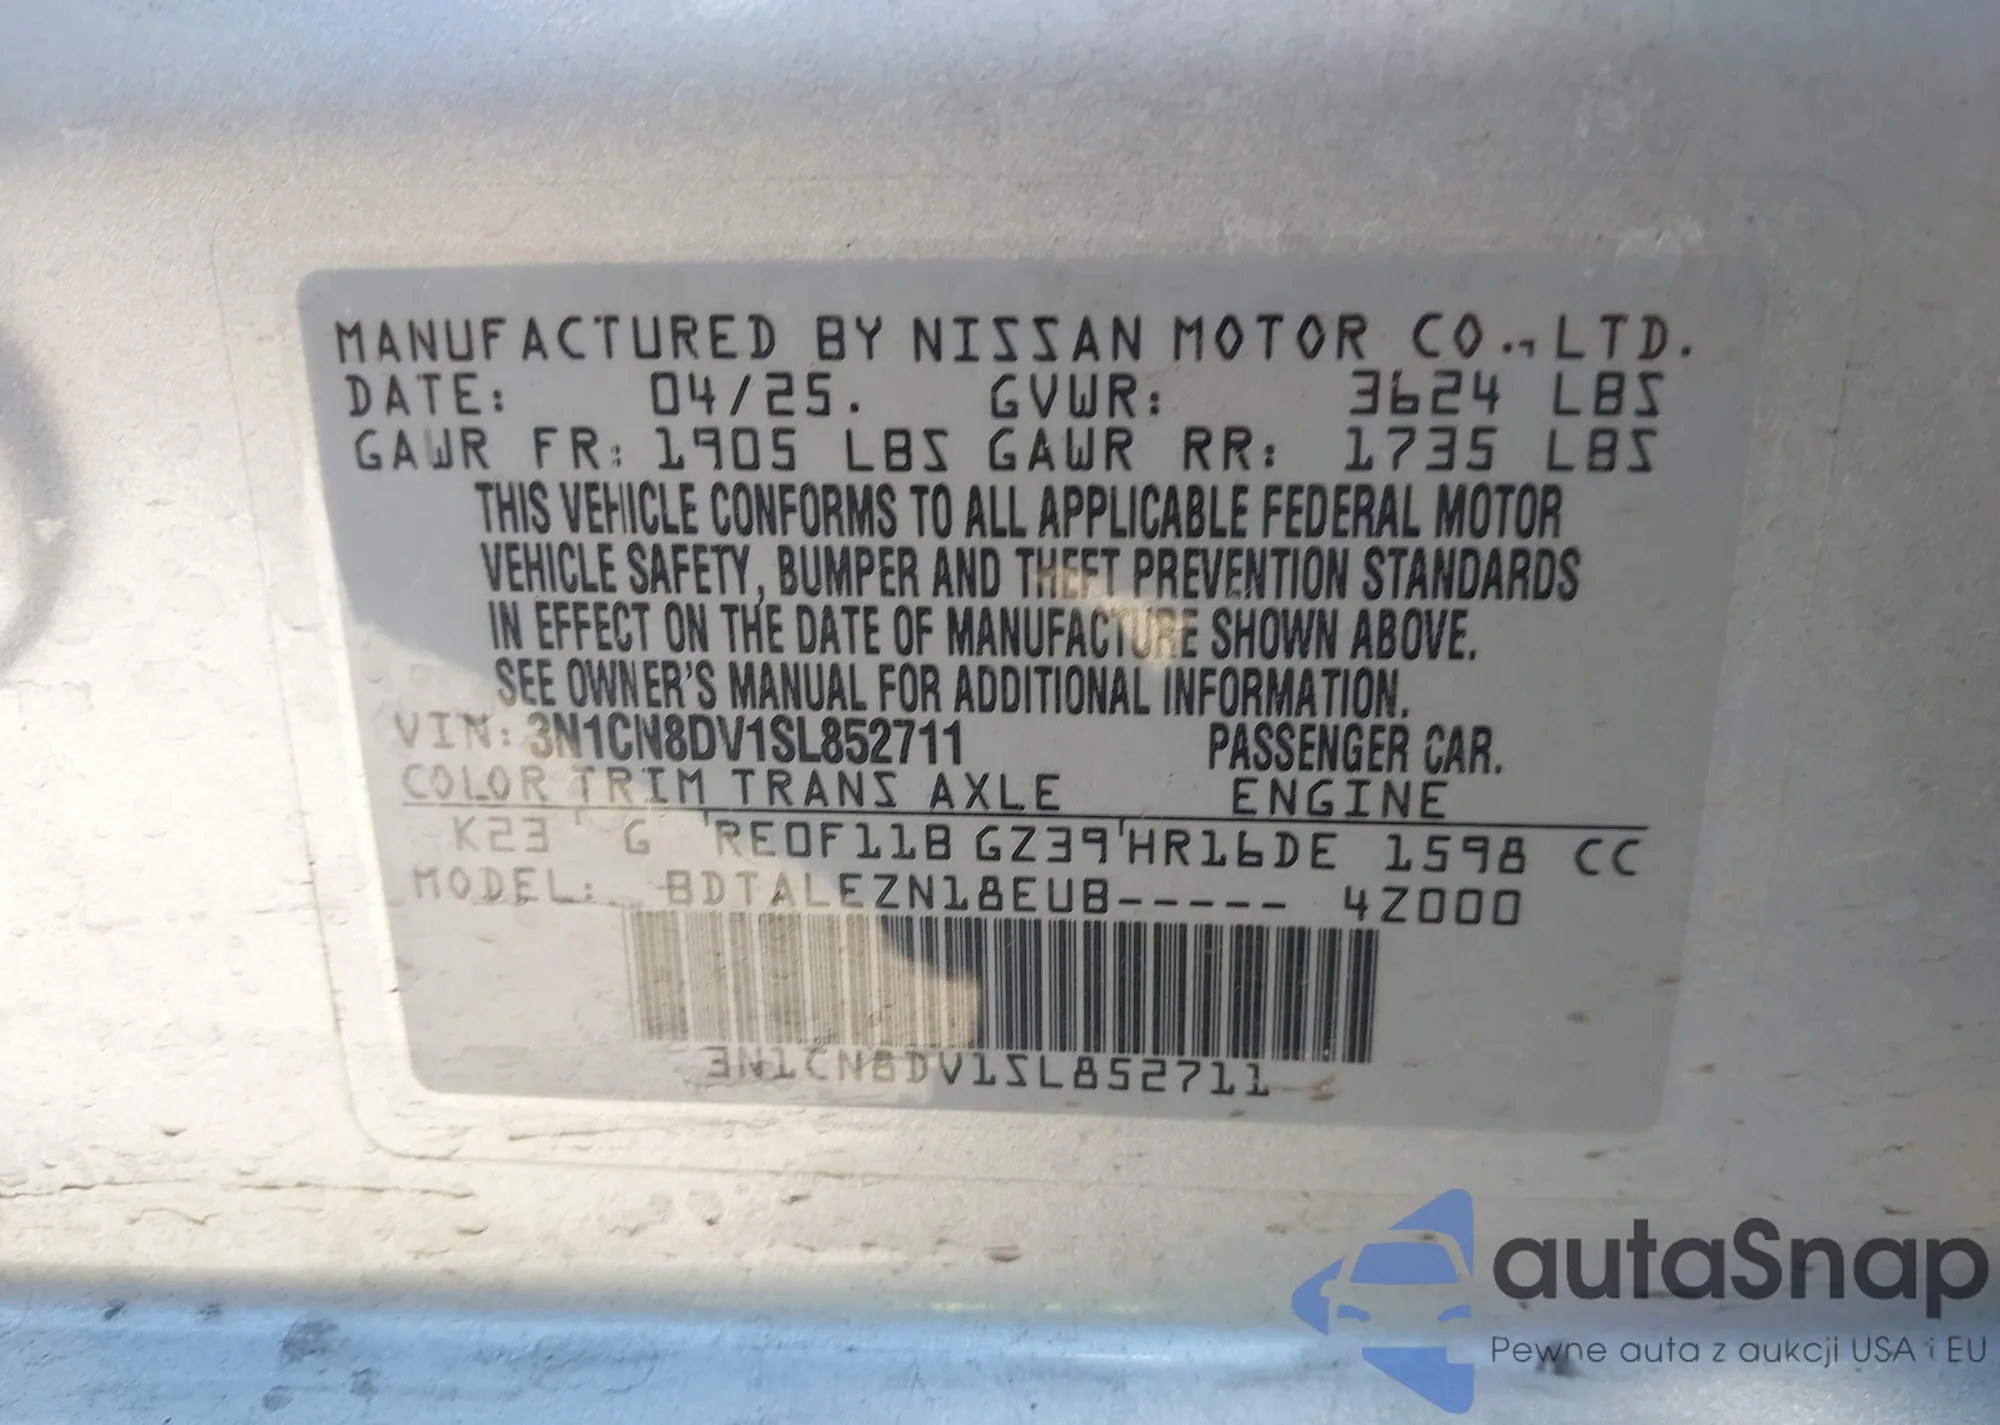 MANUFACTURED BY NISSAN MOTOR CO., LTD.
DATE: 04/25. GVWR: 3624 LBS
GAWR FR: 1905 LBS GAWR RR: 1735 LBS
THIS VEHICLE CONFORMS TO ALL APPLICABLE FEDERAL MOTOR
VEHICLE SAFETY, BUMPER AND THEFT PREVENTION STANDARDS
IN EFFECT ON THE DATE OF MANUFACTURE SHOWN ABOVE.
SEE OWNER'S MANUAL FOR ADDITIONAL INFORMATION.
VIN: 3N1CN8DV1SL852711 PASSENGER CAR.
COLOR TRIM TRANS AXLE ENGINE
K23 G RE0F11B GZ39 HR16DE 1598 CC
MODEL: BDTALEZN18EUB----- 4Z000
3N1CN8DV1SL852711
autaSnap
Pewne auta z aukcji USA i EU